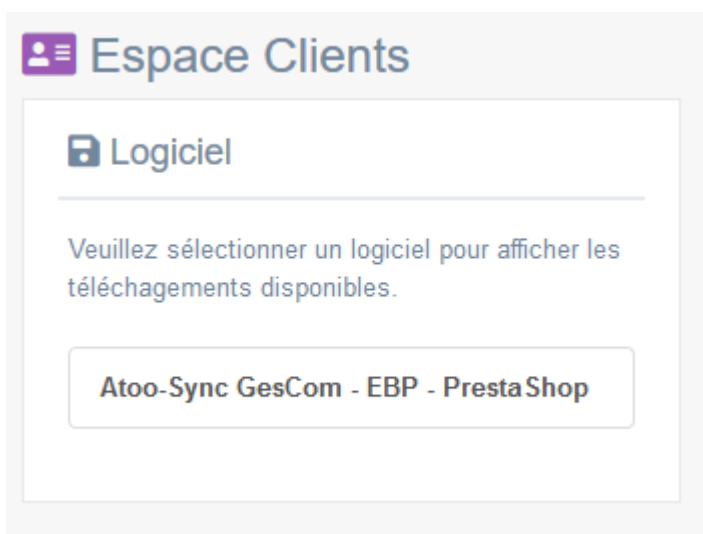 Espace Clients
Logiciel
Veuillez sélectionner un logiciel pour afficher les
téléchagements disponibles.
Atoo-Sync GesCom - EBP - PrestaShop